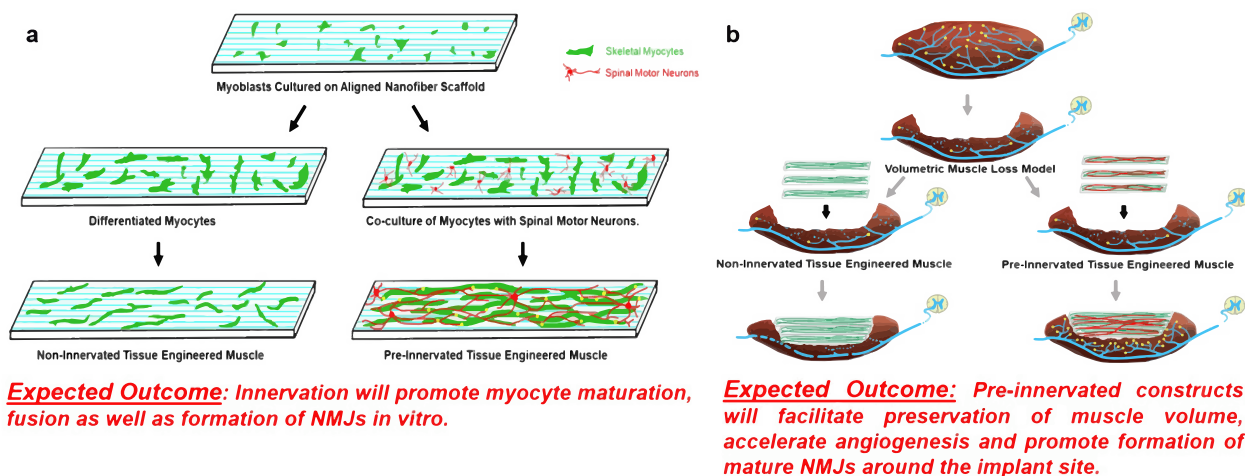 a
Skeletal Myocytes
Spinal Motor Neurons
Myoblasts Cultured on Aligned Nanofiber Scaffold
Differentiated Myocytes
Co-culture of Myocytes with Spinal Motor Neurons.
Non-Innervated Tissue Engineered Muscle
Pre-Innervated Tissue Engineered Muscle
Expected Outcome: Innervation will promote myocyte maturation,
fusion as well as formation of NMJs in vitro.
b
Volumetric Muscle Loss Model
Non-Innervated Tissue Engineered Muscle
Pre-Innervated Tissue Engineered Muscle
Expected Outcome: Pre-innervated constructs
will facilitate preservation of muscle volume,
accelerate angiogenesis and promote formation of
mature NMJs around the implant site.